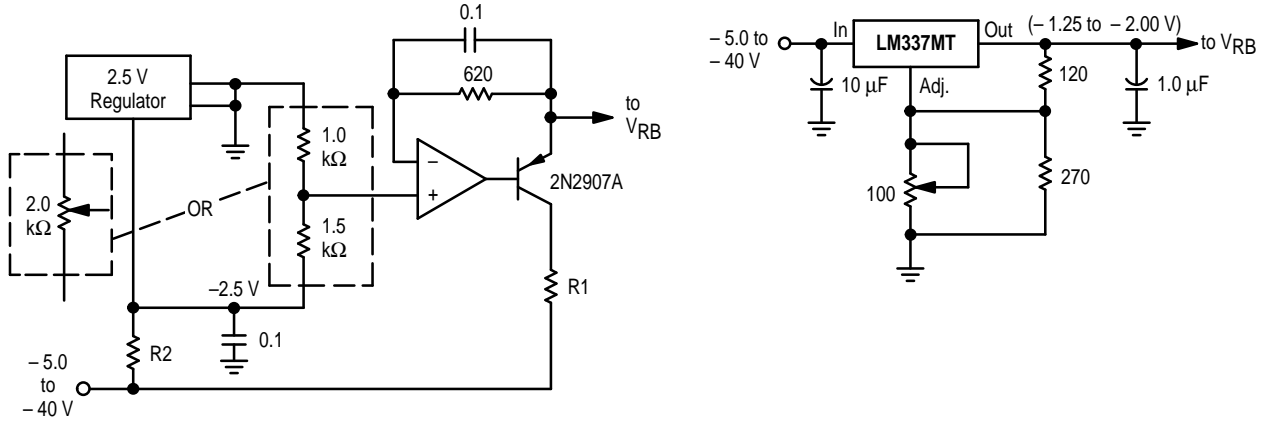 0.1
2.5 V
Regulator
620
to
VRB
1.0
kΩ
−
+
2N2907A
2.0
kΩ
OR
1.5
kΩ
–2.5 V
R1
0.1
R2
– 5.0
to
– 40 V
– 5.0 to
– 40 V
In
LM337MT
Out
(– 1.25 to – 2.00 V)
to VRB
10 µF
Adj.
120
1.0 µF
100
270